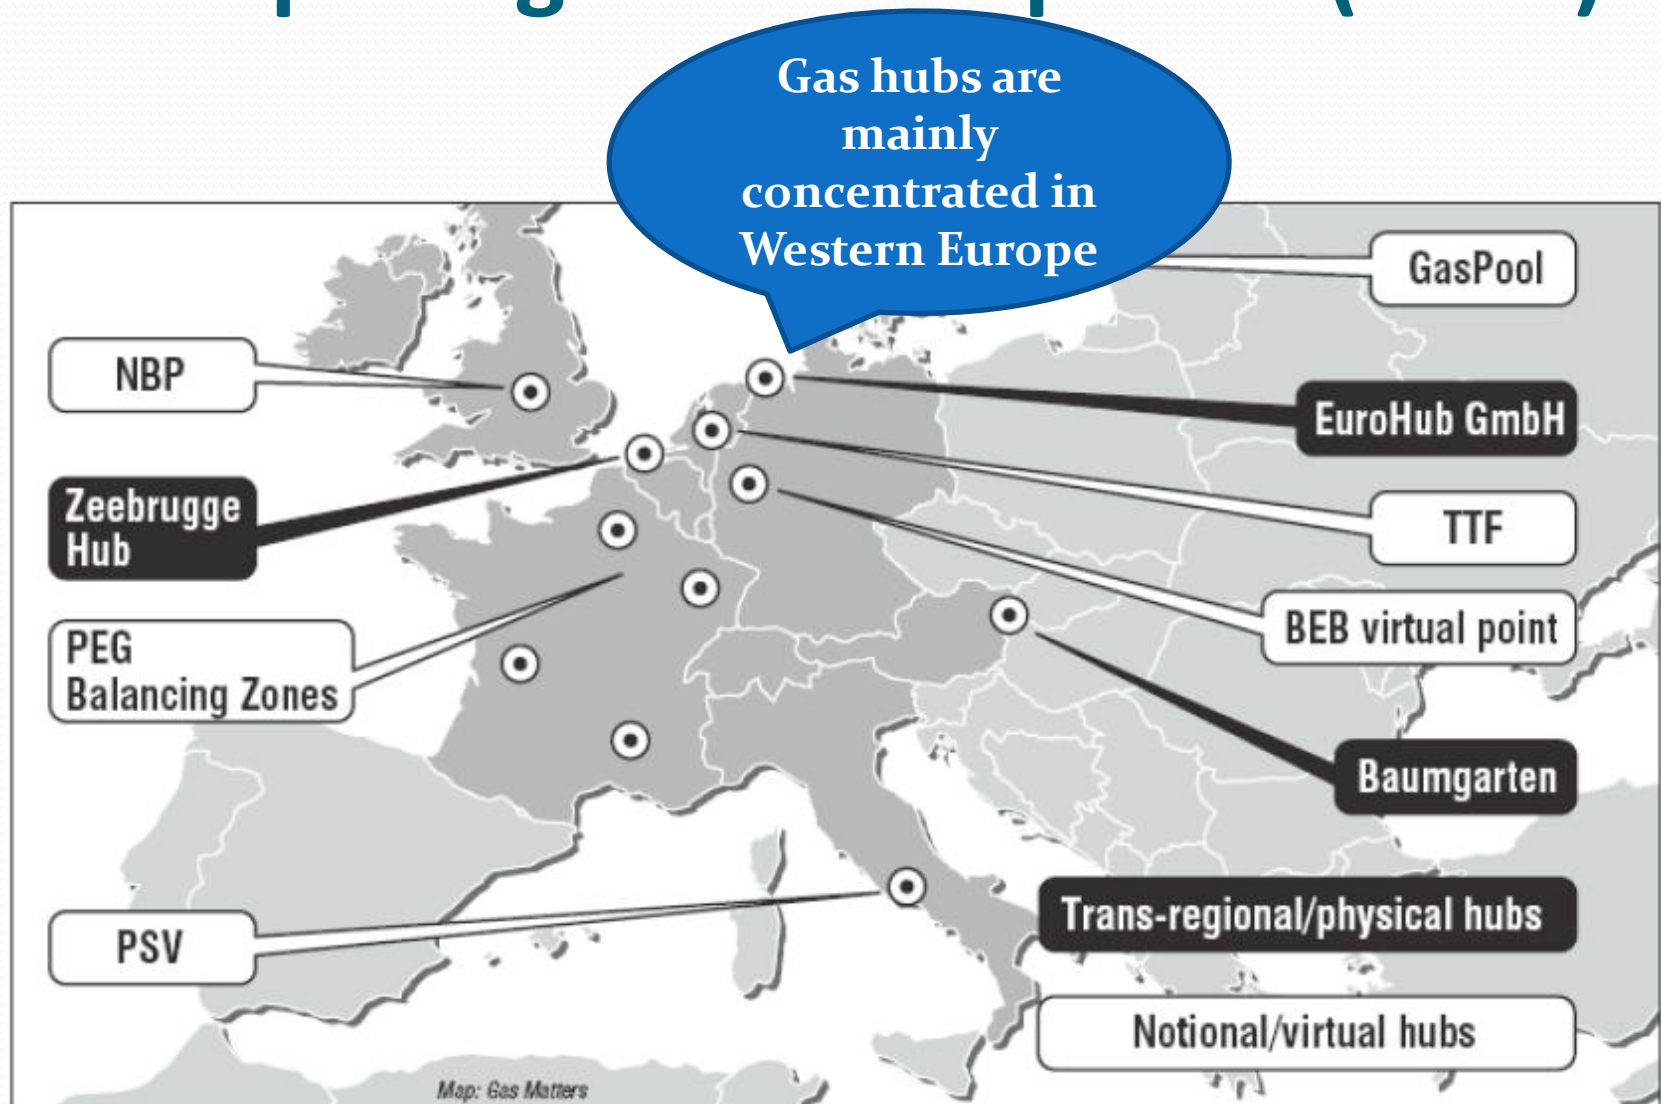 Gas hubs are
mainly
concentrated in
Western Europe
GasPool
NBP
EuroHub GmbH
Zeebrugge
Hub
TTF
PEG
Balancing Zones
BEB virtual point
Baumgarten
PSV
Trans-regional/physical hubs
Notional/virtual hubs
Map: Gas Matters